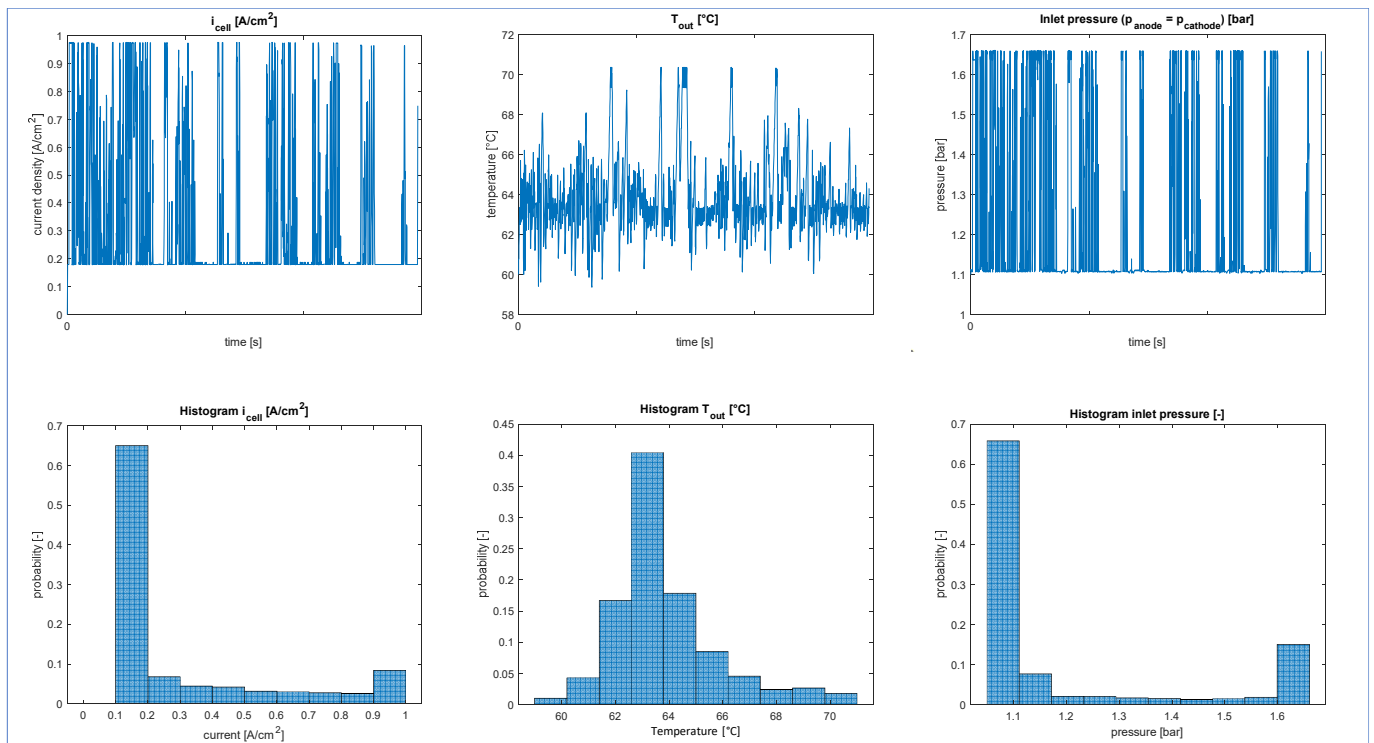 i_cell [A/cm²]
current density [A/cm²]
1
0.9
0.8
0.7
0.6
0.5
0.4
0.3
0.2
0.1
0
0
time [s]
T_out [°C]
temperature [°C]
72
70
68
66
64
62
60
58
0
time [s]
Inlet pressure (p_anode = p_cathode) [bar]
pressure [bar]
1.7
1.6
1.5
1.4
1.3
1.2
1.1
1
0
time [s]
Histogram i_cell [A/cm²]
probability [-]
0.7
0.6
0.5
0.4
0.3
0.2
0.1
0
0 0.1 0.2 0.3 0.4 0.5 0.6 0.7 0.8 0.9 1
current [A/cm²]
Histogram T_out [°C]
probability [-]
0.45
0.4
0.35
0.3
0.25
0.2
0.15
0.1
0.05
0
60 62 64 66 68 70
Temperature [°C]
Histogram inlet pressure [-]
probability [-]
0.7
0.6
0.5
0.4
0.3
0.2
0.1
0
1.1 1.2 1.3 1.4 1.5 1.6
pressure [bar]